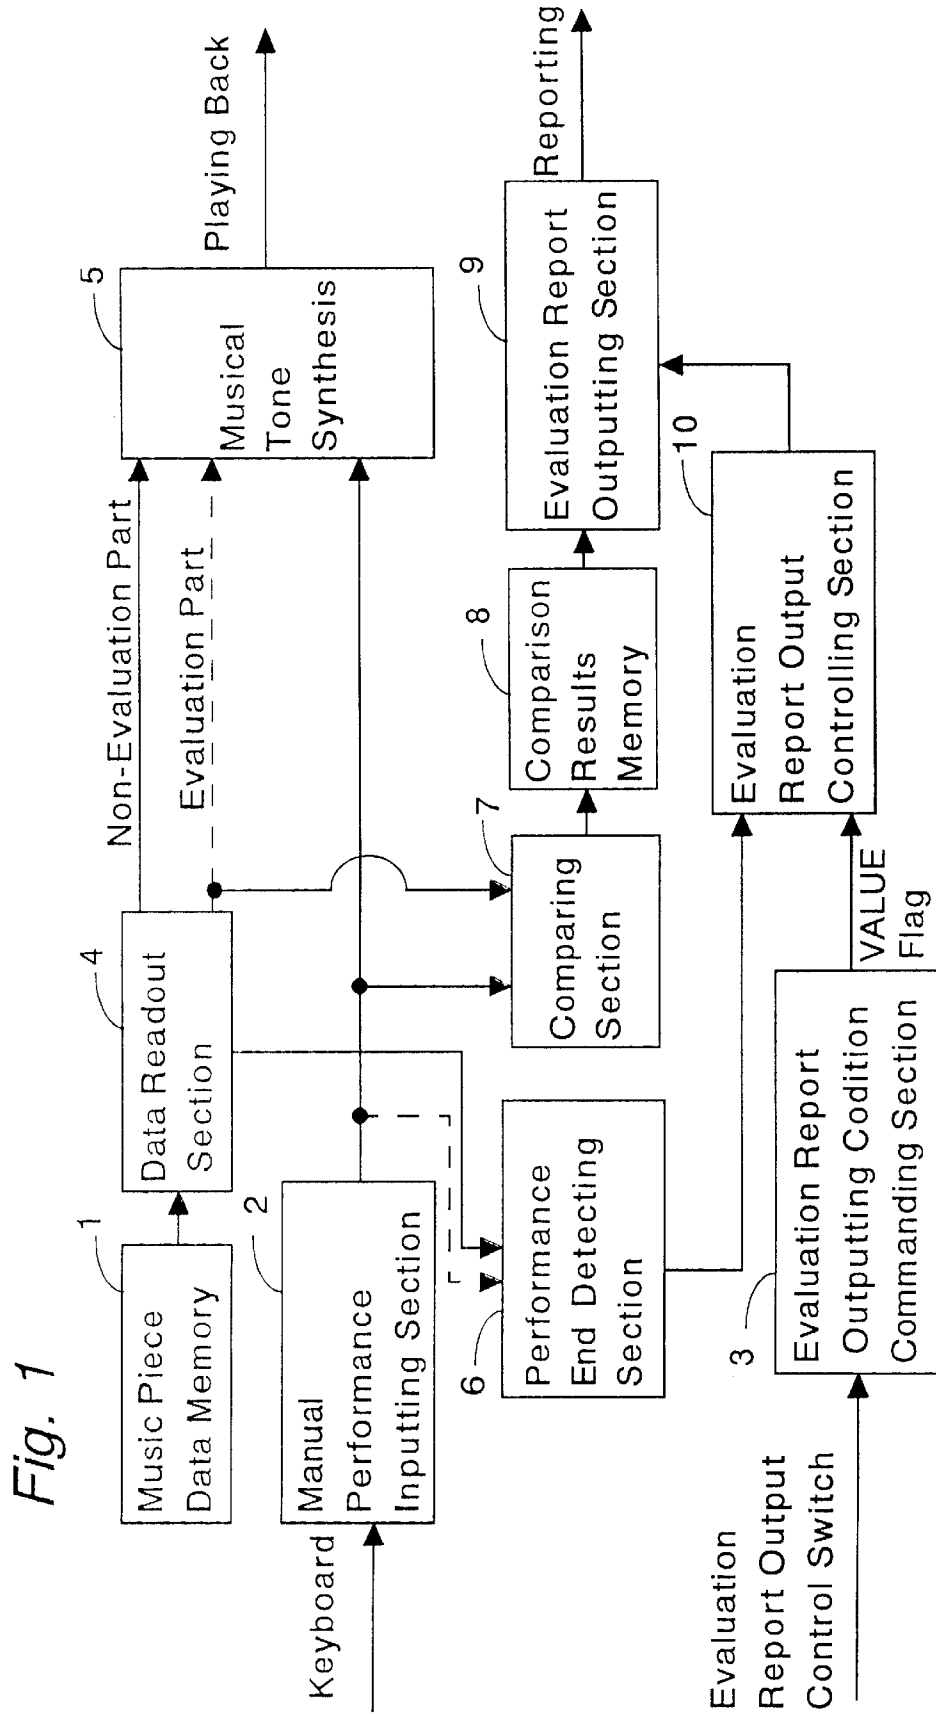 Fig. 1
1
Music Piece
Data Memory
4
Data Readout
Section
Non-Evaluation Part
Evaluation Part
5
Musical
Tone
Synthesis
Playing Back
Keyboard
2
Manual
Performance
Inputting Section
6
Performance
End Detecting
Section
7
Comparing
Section
8
Comparison
Results
Memory
9
Evaluation Report
Outputting Section
Reporting
Evaluation
Report Output
Control Switch
3
Evaluation Report
Outputting Codition
Commanding Section
VALUE
Flag
10
Evaluation
Report Output
Controlling Section